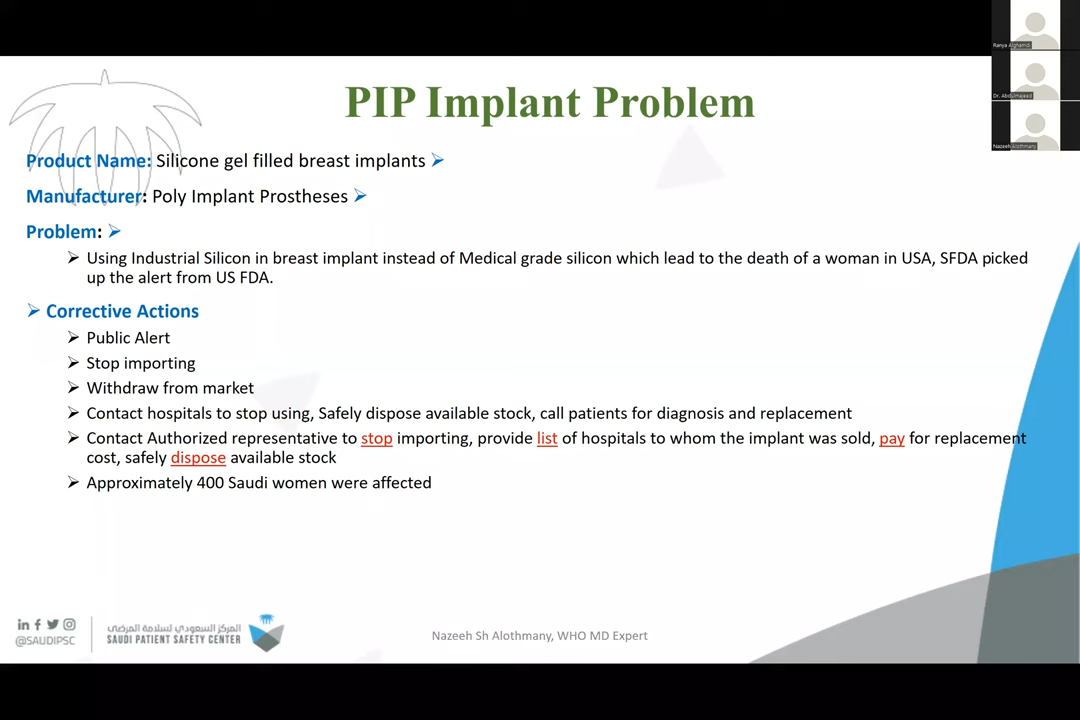 Ranya Alghamdi
Dr. Abdulmajeed
Nazeeh Alothmany
PIP Implant Problem
Product Name: Silicone gel filled breast implants ➢
Manufacturer: Poly Implant Prostheses ➢
Problem: ➢
➢ Using Industrial Silicon in breast implant instead of Medical grade silicon which lead to the death of a woman in USA, SFDA picked
up the alert from US FDA.
➢ Corrective Actions
➢ Public Alert
➢ Stop importing
➢ Withdraw from market
➢ Contact hospitals to stop using, Safely dispose available stock, call patients for diagnosis and replacement
➢ Contact Authorized representative to stop importing, provide list of hospitals to whom the implant was sold, pay for replacement
cost, safely dispose available stock
➢ Approximately 400 Saudi women were affected
@SAUDIPSC
المركز السعودي لسلامة المرضى
SAUDI PATIENT SAFETY CENTER
Nazeeh Sh Alothmany, WHO MD Expert